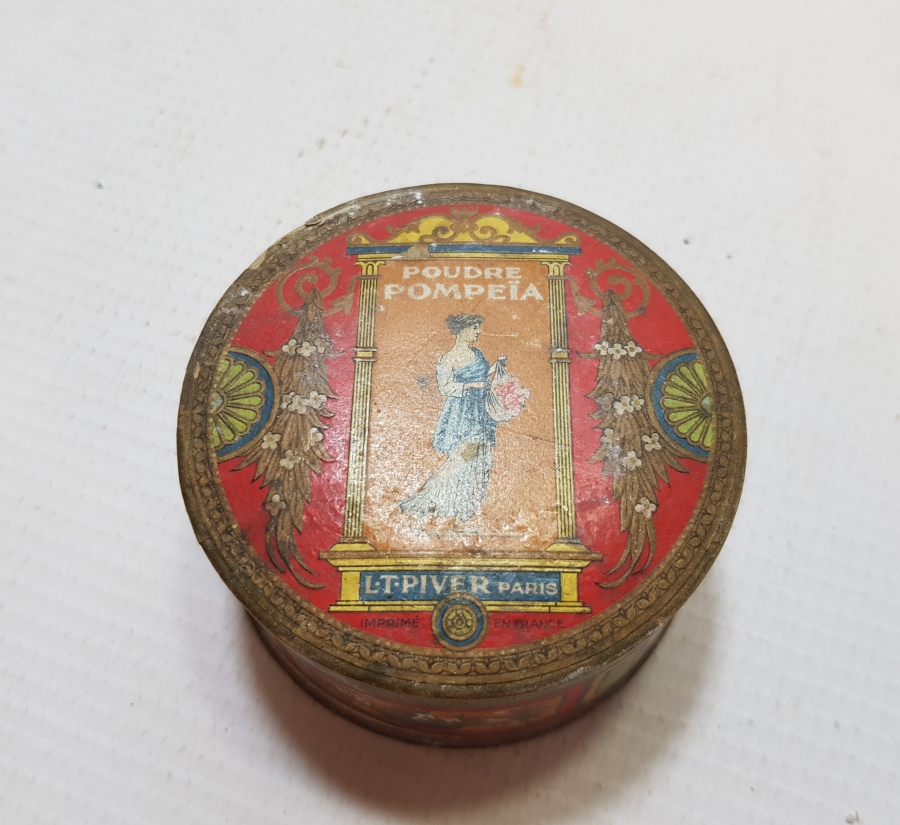 POUDRE
POMPEÏA
L·T·PIVER PARIS
IMPRIMÉ EN FRANCE